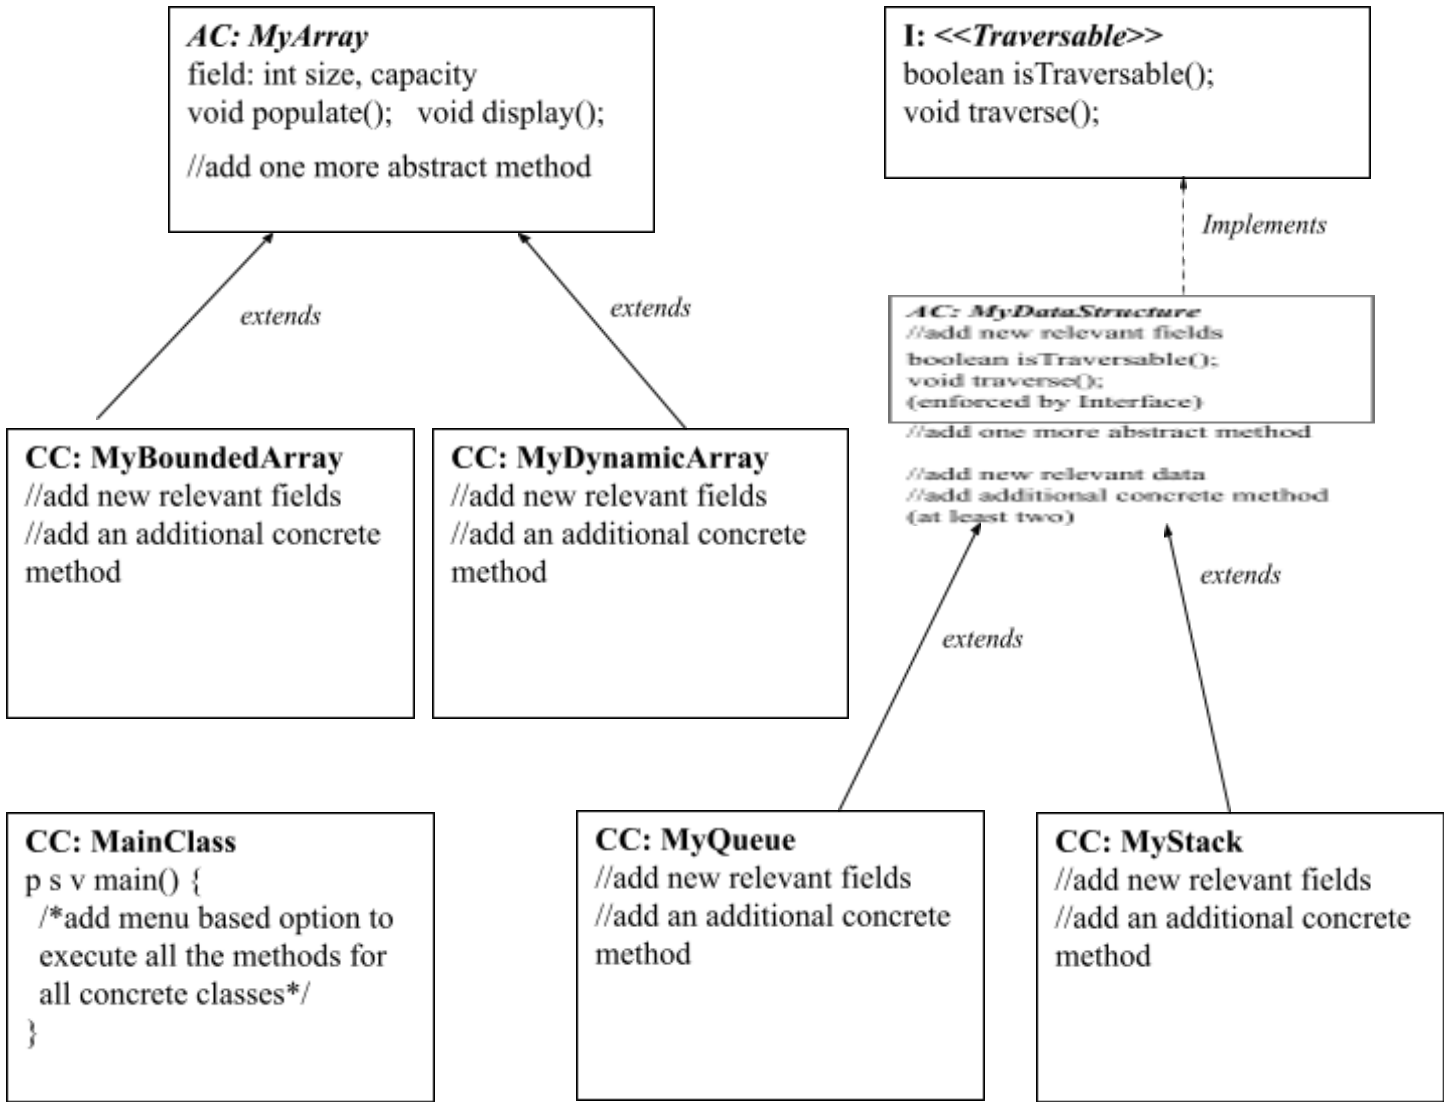 AC: MyArray
field: int size, capacity
void populate();   void display();
//add one more abstract method
I: <<Traversable>>
boolean isTraversable();
void traverse();
Implements
extends
extends
AC: MyDataStructure
//add new relevant fields
boolean isTraversable();
void traverse();
(enforced by Interface)
//add one more abstract method
//add new relevant data
//add additional concrete method
(at least two)
CC: MyBoundedArray
//add new relevant fields
//add an additional concrete
method
CC: MyDynamicArray
//add new relevant fields
//add an additional concrete
method
extends
extends
CC: MainClass
p s v main() {
/*add menu based option to
execute all the methods for
all concrete classes*/
}
CC: MyQueue
//add new relevant fields
//add an additional concrete
method
CC: MyStack
//add new relevant fields
//add an additional concrete
method